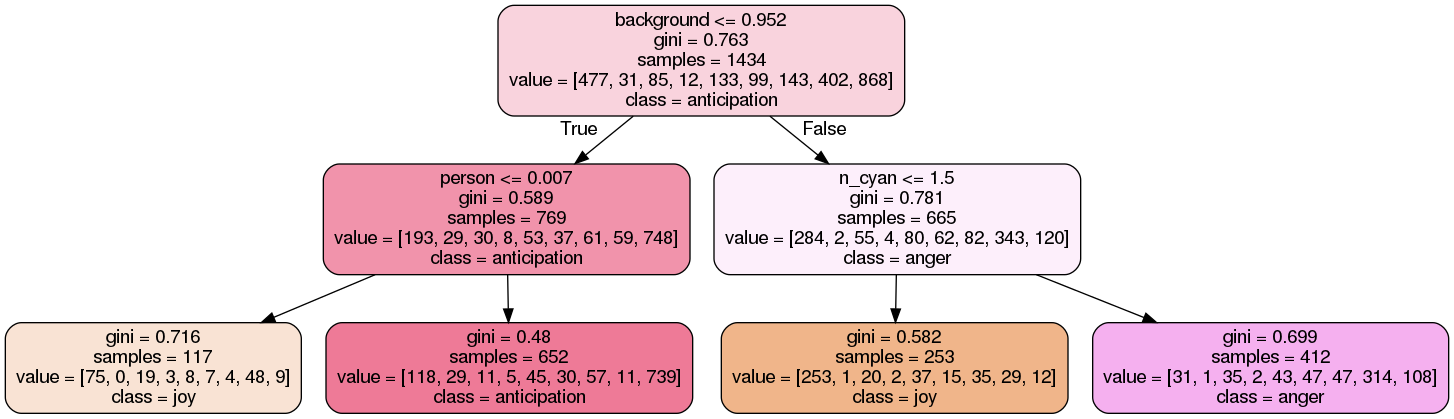 background <= 0.952
gini = 0.763
samples = 1434
value = [477, 31, 85, 12, 133, 99, 143, 402, 868]
class = anticipation
True
False
person <= 0.007
gini = 0.589
samples = 769
value = [193, 29, 30, 8, 53, 37, 61, 59, 748]
class = anticipation
n_cyan <= 1.5
gini = 0.781
samples = 665
value = [284, 2, 55, 4, 80, 62, 82, 343, 120]
class = anger
gini = 0.716
samples = 117
value = [75, 0, 19, 3, 8, 7, 4, 48, 9]
class = joy
gini = 0.48
samples = 652
value = [118, 29, 11, 5, 45, 30, 57, 11, 739]
class = anticipation
gini = 0.582
samples = 253
value = [253, 1, 20, 2, 37, 15, 35, 29, 12]
class = joy
gini = 0.699
samples = 412
value = [31, 1, 35, 2, 43, 47, 47, 314, 108]
class = anger